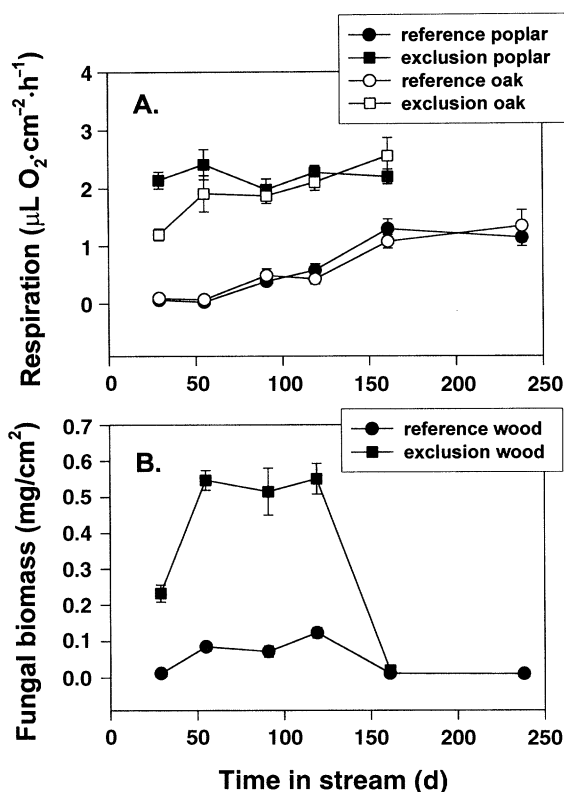 reference poplar
exclusion poplar
reference oak
exclusion oak
A.
Respiration (μL O₂·cm⁻²·h⁻¹)
4
3
2
1
0
0 50 100 150 200 250
reference wood
exclusion wood
B.
Fungal biomass (mg/cm²)
0.7
0.6
0.5
0.4
0.3
0.2
0.1
0.0
0 50 100 150 200 250
Time in stream (d)